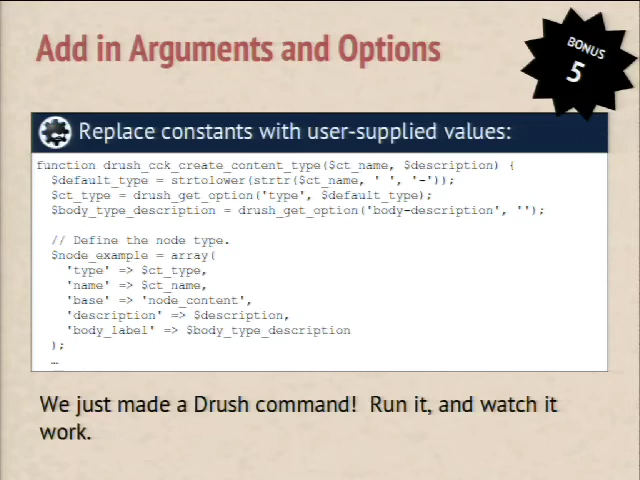 Add in Arguments and Options
BONUS
5
Replace constants with user-supplied values:
function drush_cck_create_content_type($ct_name, $description) {
  $default_type = strtolower(strtr($ct_name, ' ', '-'));
  $ct_type = drush_get_option('type', $default_type);
  $body_type_description = drush_get_option('body-description', '');

  // Define the node type.
  $node_example = array(
    'type' => $ct_type,
    'name' => $ct_name,
    'base' => 'node_content',
    'description' => $description,
    'body_label' => $body_type_description
  );
  …
We just made a Drush command!  Run it, and watch it
work.